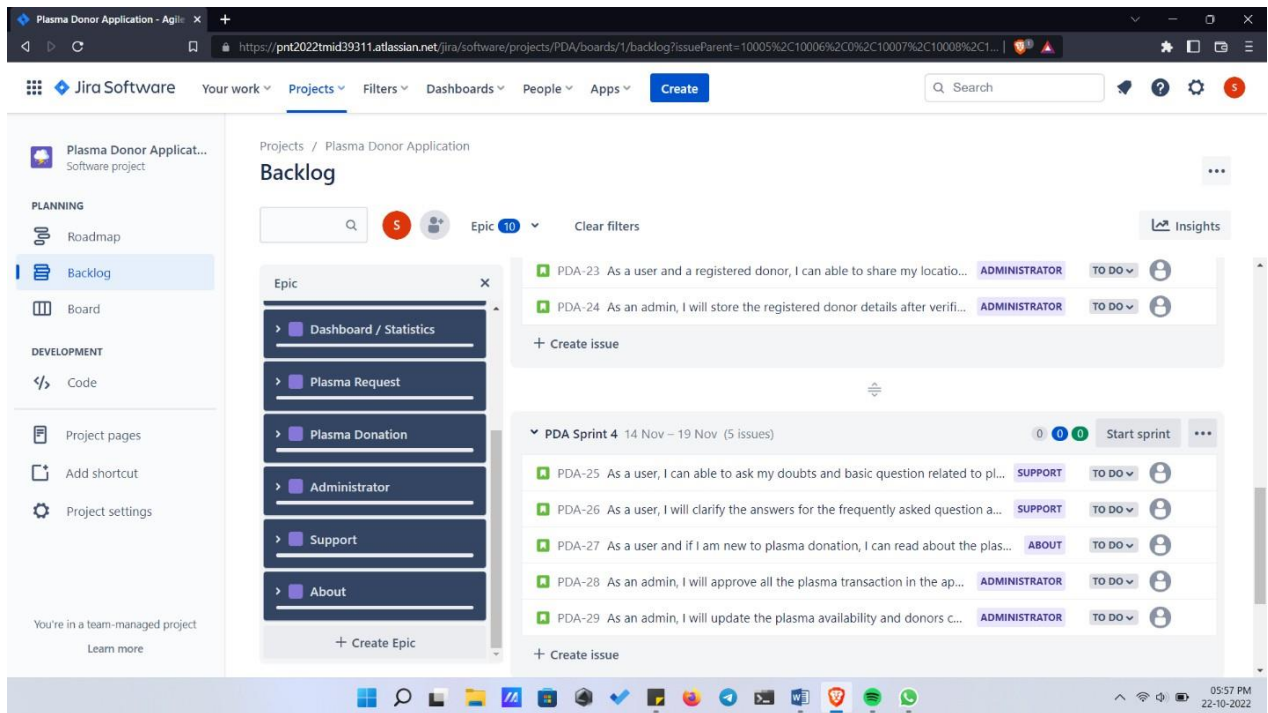 Plasma Donor Application - Agile
https://pnt2022tmid39311.atlassian.net/jira/software/projects/PDA/boards/1/backlog?issueParent=10005%2C10006%2C0%2C10007%2C10008%2C1...
Jira Software Your work Projects Filters Dashboards People Apps Create Search S
Plasma Donor Applicat...
Software project
PLANNING
Roadmap
Backlog
Board
DEVELOPMENT
Code
Project pages
Add shortcut
Project settings
You're in a team-managed project
Learn more
Projects / Plasma Donor Application
Backlog
S Epic 10 Clear filters Insights
Epic
Dashboard / Statistics
Plasma Request
Plasma Donation
Administrator
Support
About
+ Create Epic
PDA-23 As a user and a registered donor, I can able to share my locatio... ADMINISTRATOR TO DO
PDA-24 As an admin, I will store the registered donor details after verifi... ADMINISTRATOR TO DO
+ Create issue
PDA Sprint 4 14 Nov – 19 Nov (5 issues) 0 0 0 Start sprint
PDA-25 As a user, I can able to ask my doubts and basic question related to pl... SUPPORT TO DO
PDA-26 As a user, I will clarify the answers for the frequently asked question a... SUPPORT TO DO
PDA-27 As a user and if I am new to plasma donation, I can read about the plas... ABOUT TO DO
PDA-28 As an admin, I will approve all the plasma transaction in the ap... ADMINISTRATOR TO DO
PDA-29 As an admin, I will update the plasma availability and donors c... ADMINISTRATOR TO DO
+ Create issue
05:57 PM
22-10-2022